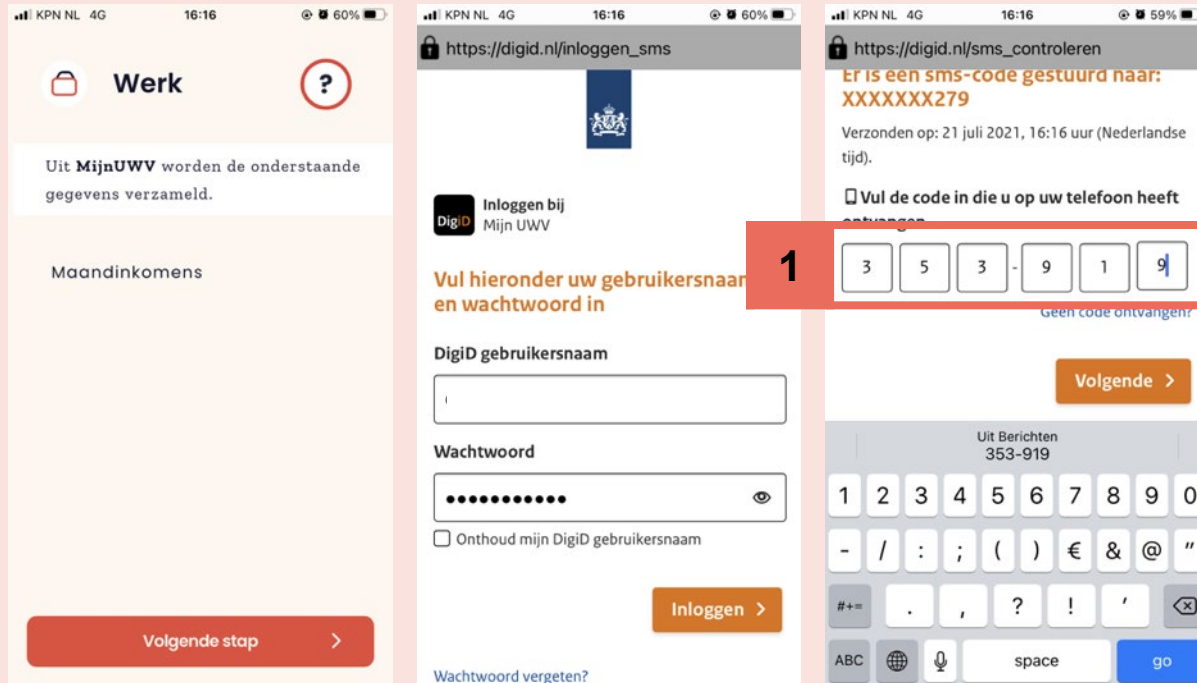 KPN NL 4G 16:16 60%
Werk ?
Uit MijnUWV worden de onderstaande
gegevens verzameld.
Maandinkomens
Volgende stap
KPN NL 4G 16:16 60%
https://digid.nl/inloggen_sms
DigiD
Inloggen bij
Mijn UWV
Vul hieronder uw gebruikersnaam
en wachtwoord in
DigiD gebruikersnaam
Wachtwoord
Onthoud mijn DigiD gebruikersnaam
Inloggen
Wachtwoord vergeten?
KPN NL 4G 16:16 59%
https://digid.nl/sms_controleren
Er is een sms-code gestuurd naar:
XXXXXXX279
Verzonden op: 21 juli 2021, 16:16 uur (Nederlandse
tijd).
Vul de code in die u op uw telefoon heeft
ontvangen
1
3 5 3 - 9 1 9
Geen code ontvangen?
Volgende
Uit Berichten
353-919
1 2 3 4 5 6 7 8 9 0
- / : ; ( ) € & @ "
#+= . , ? ! '
ABC space go